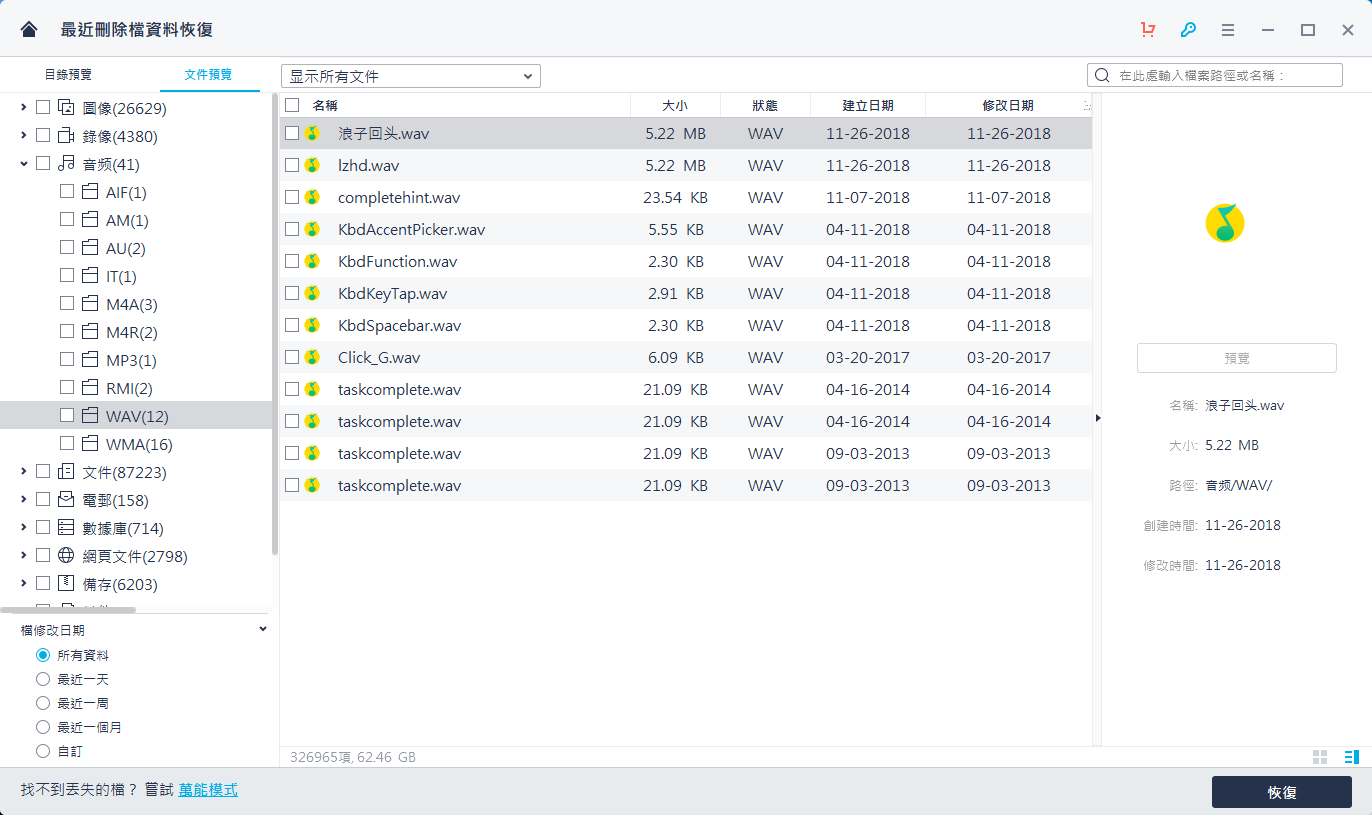 最近刪除檔資料恢復
目錄預覽 文件預覽
显示所有文件
在此處輸入檔案路徑或名稱：
圖像(26629)
錄像(4380)
音频(41)
AIF(1)
AM(1)
AU(2)
IT(1)
M4A(3)
M4R(2)
MP3(1)
RMI(2)
WAV(12)
WMA(16)
文件(87223)
電郵(158)
數據庫(714)
網頁文件(2798)
備存(6203)
檔修改日期
所有資料
最近一天
最近一周
最近一個月
自訂
名稱 大小 狀態 建立日期 修改日期
浪子回头.wav 5.22 MB WAV 11-26-2018 11-26-2018
lzhd.wav 5.22 MB WAV 11-26-2018 11-26-2018
completehint.wav 23.54 KB WAV 11-07-2018 11-07-2018
KbdAccentPicker.wav 5.55 KB WAV 04-11-2018 04-11-2018
KbdFunction.wav 2.30 KB WAV 04-11-2018 04-11-2018
KbdKeyTap.wav 2.91 KB WAV 04-11-2018 04-11-2018
KbdSpacebar.wav 2.30 KB WAV 04-11-2018 04-11-2018
Click_G.wav 6.09 KB WAV 03-20-2017 03-20-2017
taskcomplete.wav 21.09 KB WAV 04-16-2014 04-16-2014
taskcomplete.wav 21.09 KB WAV 04-16-2014 04-16-2014
taskcomplete.wav 21.09 KB WAV 09-03-2013 09-03-2013
taskcomplete.wav 21.09 KB WAV 09-03-2013 09-03-2013
326965項, 62.46 GB
預覽
名稱: 浪子回头.wav
大小: 5.22 MB
路徑: 音频/WAV/
創建時間: 11-26-2018
修改時間: 11-26-2018
找不到丟失的檔？ 嘗試 萬能模式
恢復